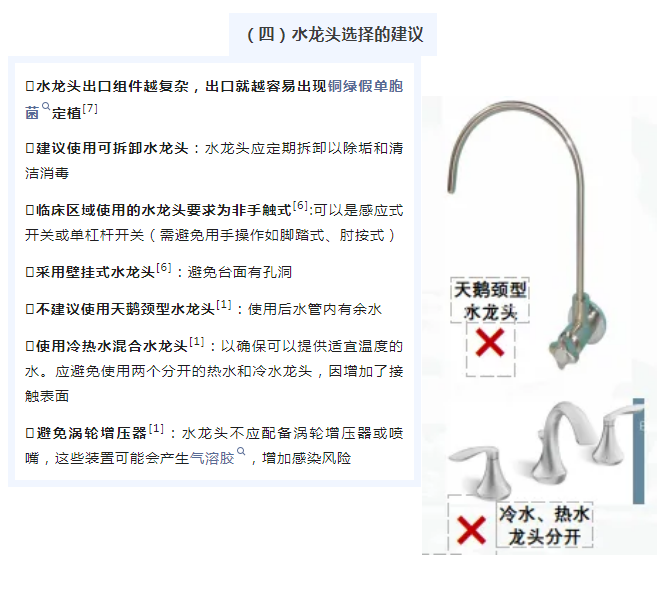 （四）水龙头选择的建议
水龙头出口组件越复杂，出口就越容易出现铜绿假单胞
菌定植[7]
建议使用可拆卸水龙头：水龙头应定期拆卸以除垢和清
洁消毒
临床区域使用的水龙头要求为非手触式[6]:可以是感应式
开关或单杠杆开关（需避免用手操作如脚踏式、肘按式）
采用壁挂式水龙头[6]：避免台面有孔洞
不建议使用天鹅颈型水龙头[1]：使用后水管内有余水
使用冷热水混合水龙头[1]：以确保可以提供适宜温度的
水。应避免使用两个分开的热水和冷水龙头，因增加了接
触表面
避免涡轮增压器[1]：水龙头不应配备涡轮增压器或喷
嘴，这些装置可能会产生气溶胶，增加感染风险
天鹅颈型
水龙头
冷水、热水
龙头分开